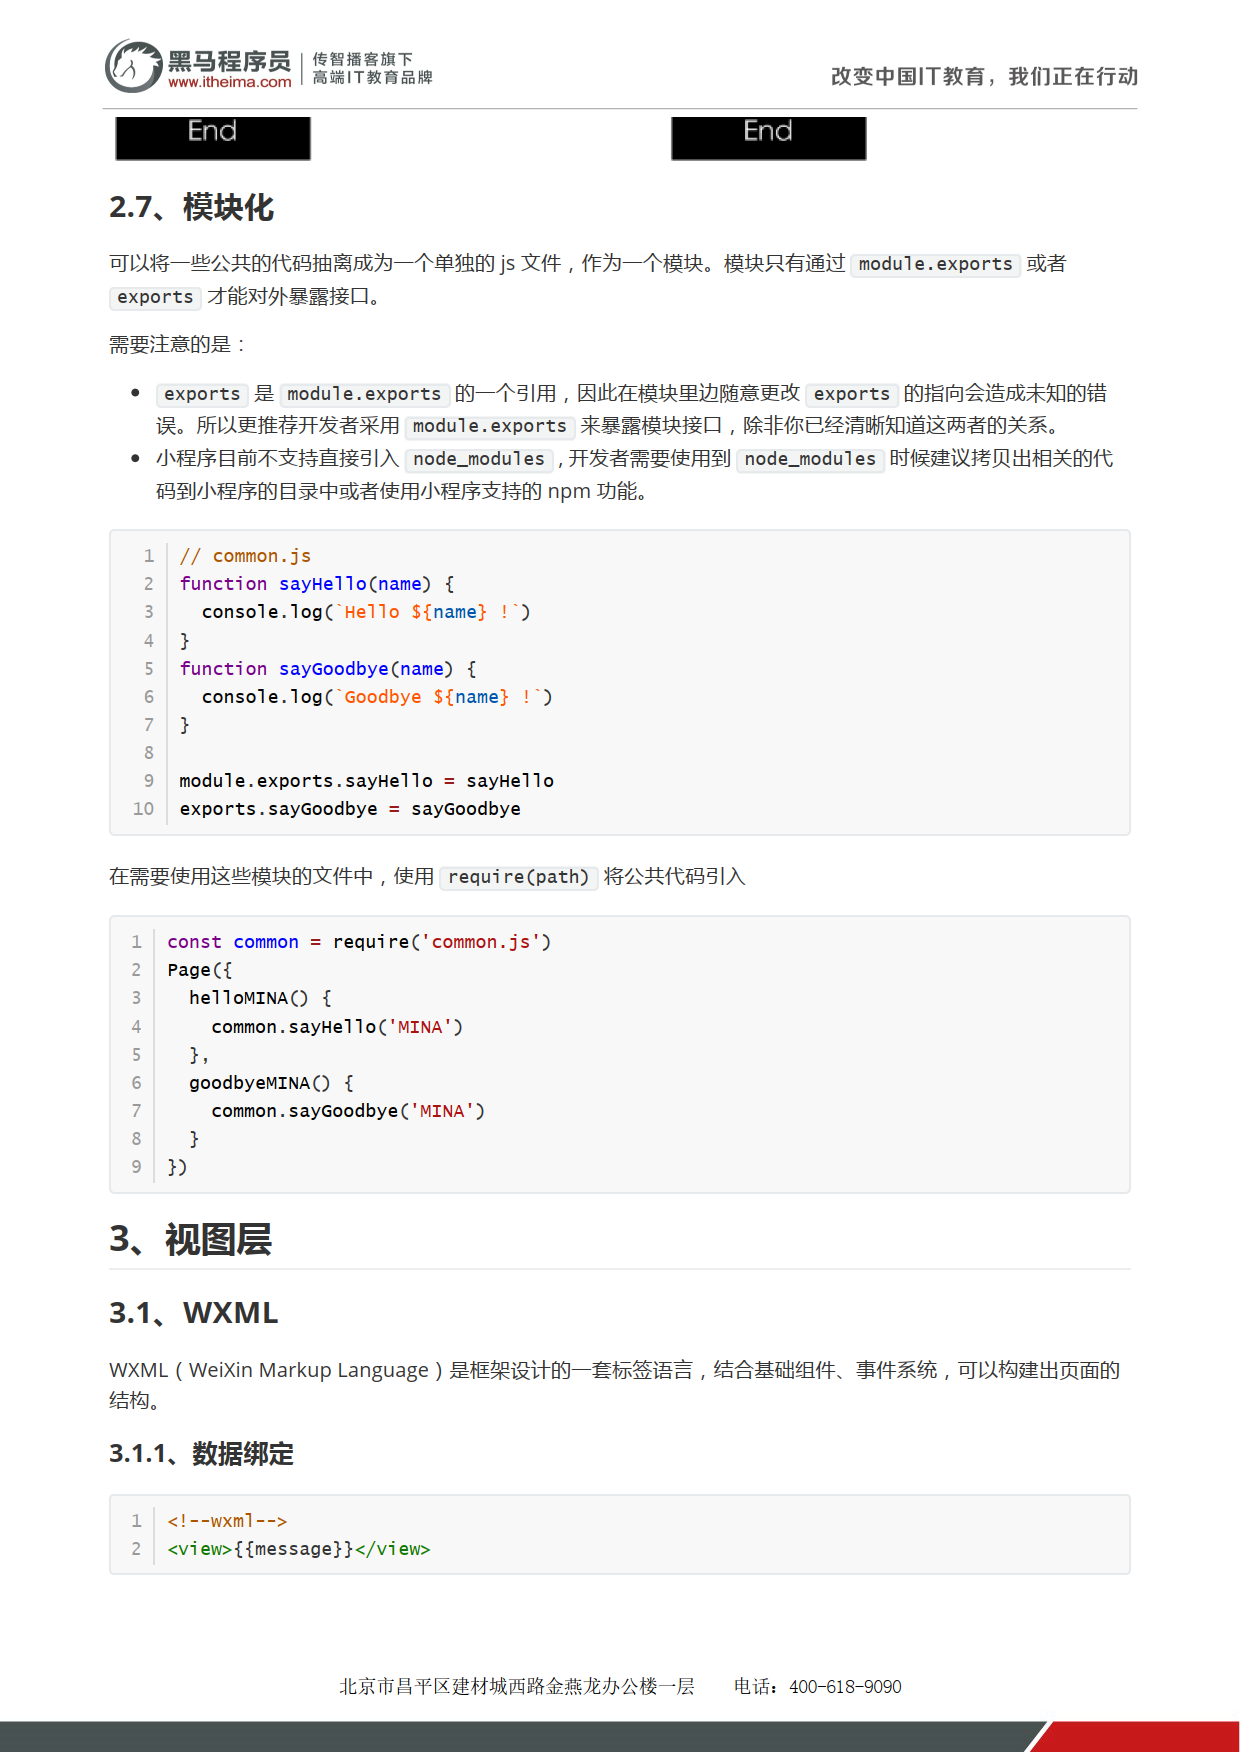 黑马程序员
www.itheima.com
传智播客旗下
高端IT教育品牌
改变中国IT教育，我们正在行动
End
End
2.7、模块化
可以将一些公共的代码抽离成为一个单独的 js 文件，作为一个模块。模块只有通过 module.exports 或者
exports 才能对外暴露接口。
需要注意的是：
exports 是 module.exports 的一个引用，因此在模块里边随意更改 exports 的指向会造成未知的错
误。所以更推荐开发者采用 module.exports 来暴露模块接口，除非你已经清晰知道这两者的关系。
小程序目前不支持直接引入 node_modules , 开发者需要使用到 node_modules 时候建议拷贝出相关的代
码到小程序的目录中或者使用小程序支持的 npm 功能。
1 // common.js
2 function sayHello(name) {
3   console.log(`Hello ${name} !`)
4 }
5 function sayGoodbye(name) {
6   console.log(`Goodbye ${name} !`)
7 }
8
9 module.exports.sayHello = sayHello
10 exports.sayGoodbye = sayGoodbye
在需要使用这些模块的文件中，使用 require(path) 将公共代码引入
1 const common = require('common.js')
2 Page({
3   helloMINA() {
4     common.sayHello('MINA')
5   },
6   goodbyeMINA() {
7     common.sayGoodbye('MINA')
8   }
9 })
3、视图层
3.1、WXML
WXML（WeiXin Markup Language）是框架设计的一套标签语言，结合基础组件、事件系统，可以构建出页面的
结构。
3.1.1、数据绑定
1 <!--wxml-->
2 <view>{{message}}</view>
北京市昌平区建材城西路金燕龙办公楼一层 电话：400-618-9090